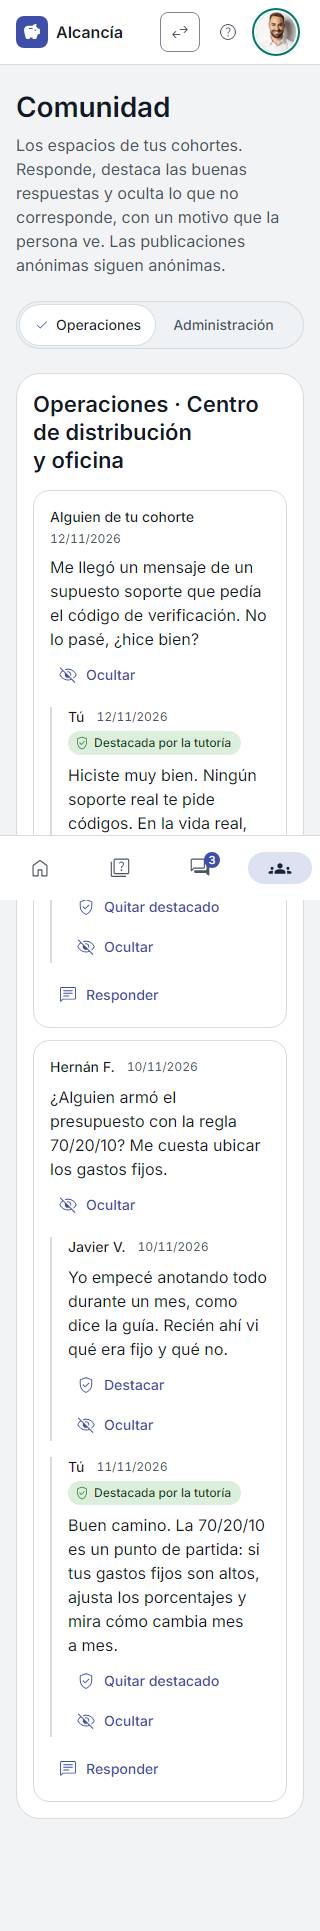 Alcancía
Comunidad
Los espacios de tus cohortes.
Responde, destaca las buenas
respuestas y oculta lo que no
corresponde, con un motivo que la
persona ve. Las publicaciones
anónimas siguen anónimas.
Operaciones
Administración
Operaciones · Centro
de distribución
y oficina
Alguien de tu cohorte
12/11/2026
Me llegó un mensaje de un
supuesto soporte que pedía
el código de verificación. No
lo pasé, ¿hice bien?
Ocultar
Tú 12/11/2026
Destacada por la tutoría
Hiciste muy bien. Ningún
soporte real te pide
códigos. En la vida real,
3
Quitar destacado
Ocultar
Responder
Hernán F. 10/11/2026
¿Alguien armó el
presupuesto con la regla
70/20/10? Me cuesta ubicar
los gastos fijos.
Ocultar
Javier V. 10/11/2026
Yo empecé anotando todo
durante un mes, como
dice la guía. Recién ahí vi
qué era fijo y qué no.
Destacar
Ocultar
Tú 11/11/2026
Destacada por la tutoría
Buen camino. La 70/20/10
es un punto de partida: si
tus gastos fijos son altos,
ajusta los porcentajes y
mira cómo cambia mes
a mes.
Quitar destacado
Ocultar
Responder